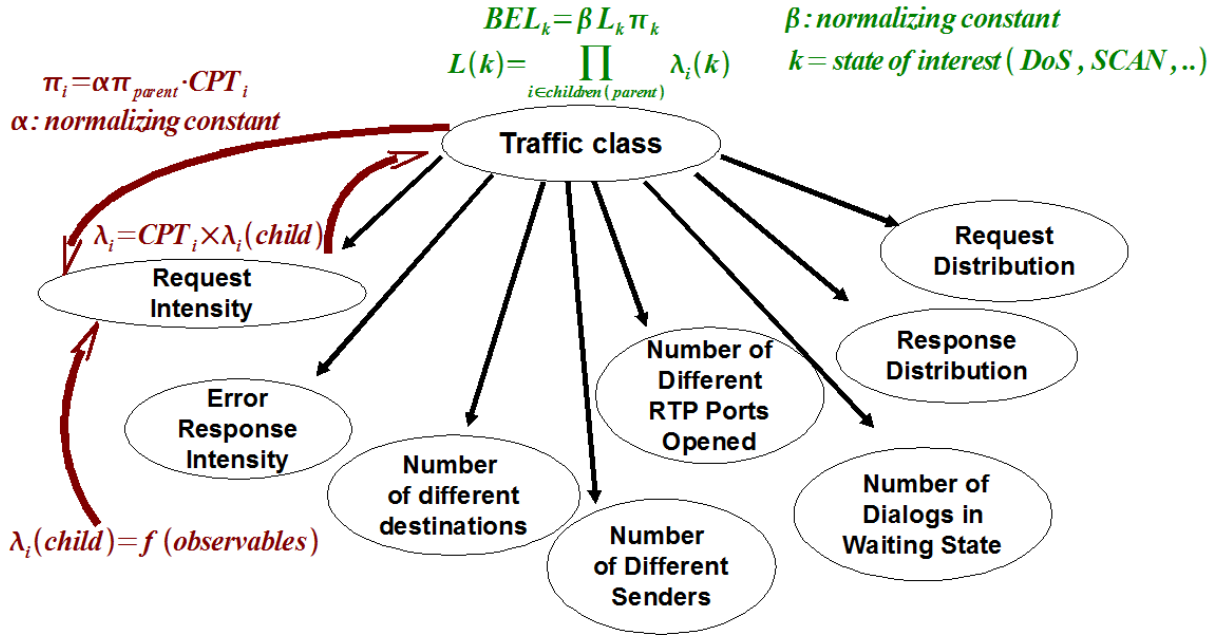 BEL_k = β L_k π_k
β : normalizing constant
L(k) = ∏ λ_i(k)
i∈children(parent)
k = state of interest ( DoS , SCAN , ..)
π_i = α π_parent · CPT_i
α : normalizing constant
Traffic class
λ_i = CPT_i × λ_i(child)
Request
Intensity
Request
Distribution
Response
Distribution
Number of
Different
RTP Ports
Opened
Error
Response
Intensity
Number
of different
destinations
Number of
Dialogs in
Waiting State
Number
of Different
Senders
λ_i(child) = f (observables)